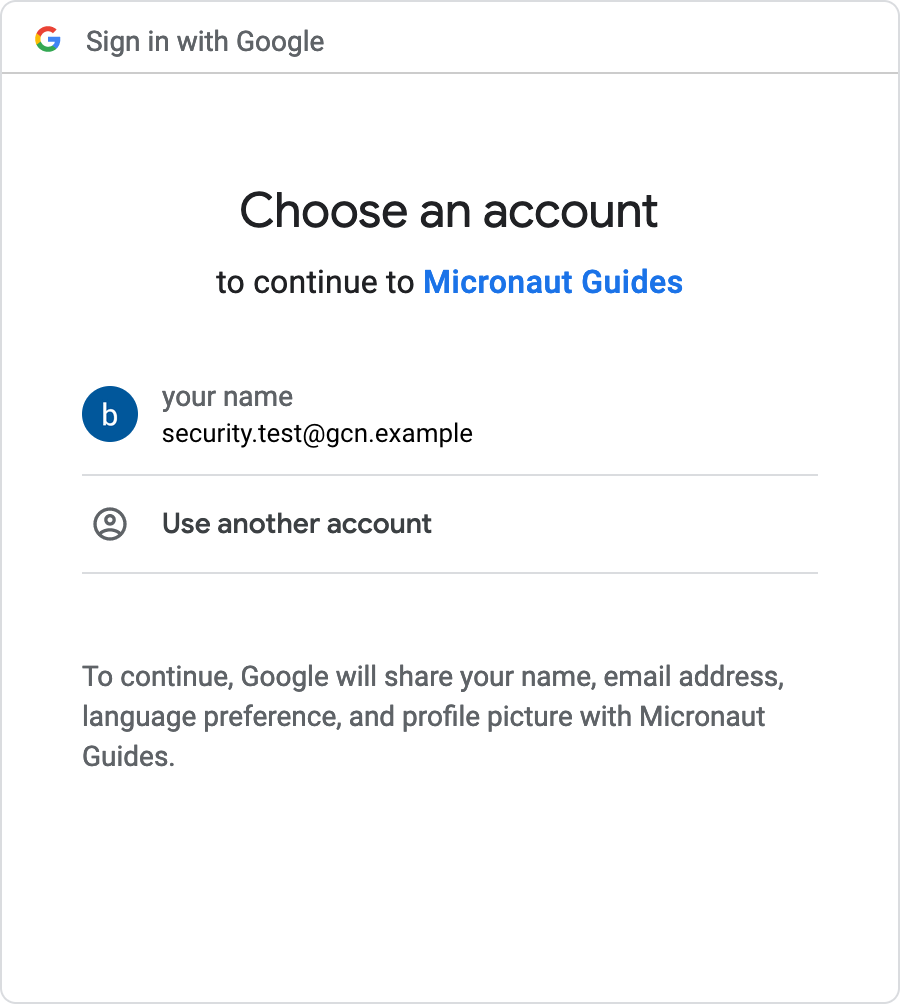 Sign in with Google
Choose an account
to continue to Micronaut Guides
b
your name
security.test@gcn.example
Use another account
To continue, Google will share your name, email address,
language preference, and profile picture with Micronaut
Guides.